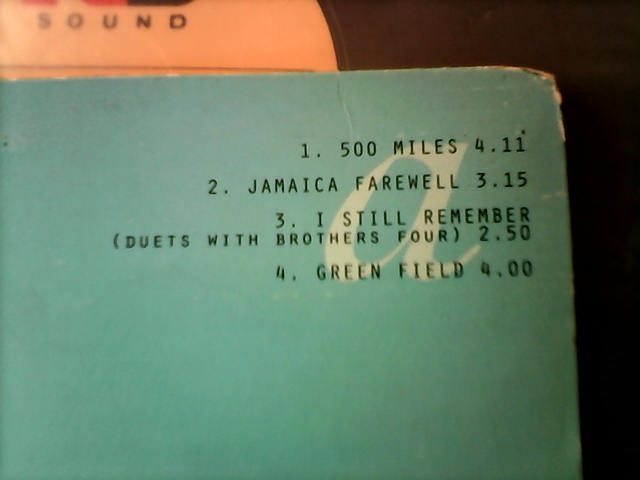 SOUND
a
1. 500 MILES 4.11
2. JAMAICA FAREWELL 3.15
3. I STILL REMEMBER
(DUETS WITH BROTHERS FOUR) 2.50
4. GREEN FIELD 4.00